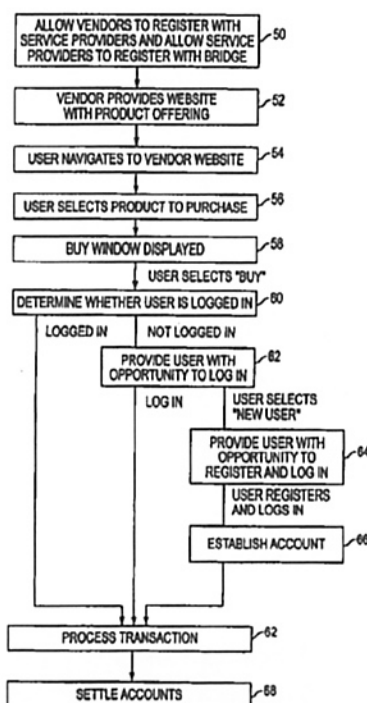 ALLOW VENDORS TO REGISTER WITH
SERVICE PROVIDERS AND ALLOW SERVICE
PROVIDERS TO REGISTER WITH BRIDGE
50
VENDOR PROVIDES WEBSITE
WITH PRODUCT OFFERING
52
USER NAVIGATES TO VENDOR WEBSITE
54
USER SELECTS PRODUCT TO PURCHASE
56
BUY WINDOW DISPLAYED
58
USER SELECTS "BUY"
DETERMINE WHETHER USER IS LOGGED IN
60
LOGGED IN
NOT LOGGED IN
PROVIDE USER WITH
OPPORTUNITY TO LOG IN
62
LOG IN
USER SELECTS
"NEW USER"
PROVIDE USER WITH
OPPORTUNITY TO
REGISTER AND LOG IN
64
USER REGISTERS
AND LOGS IN
ESTABLISH ACCOUNT
66
PROCESS TRANSACTION
62
SETTLE ACCOUNTS
68